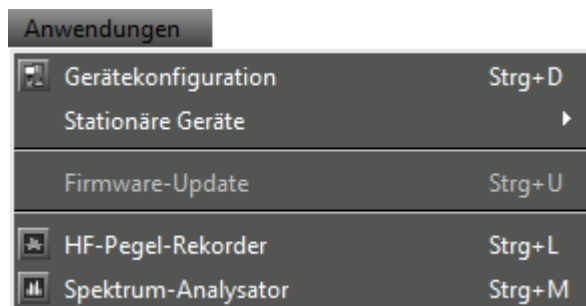 Anwendungen
Gerätekonfiguration Strg+D
Stationäre Geräte
Firmware-Update Strg+U
HF-Pegel-Rekorder Strg+L
Spektrum-Analysator Strg+M